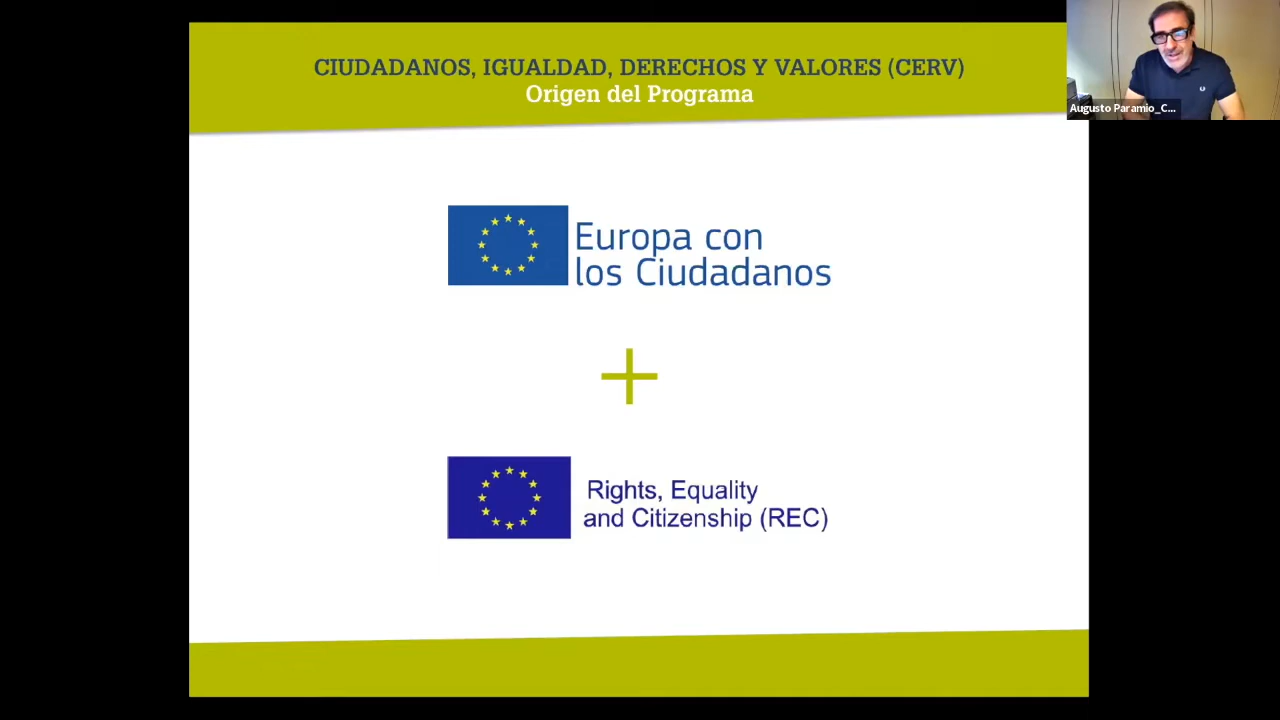 CIUDADANOS, IGUALDAD, DERECHOS Y VALORES (CERV)
Origen del Programa
Augusto Paramio_C...
Europa con
los Ciudadanos
Rights, Equality
and Citizenship (REC)